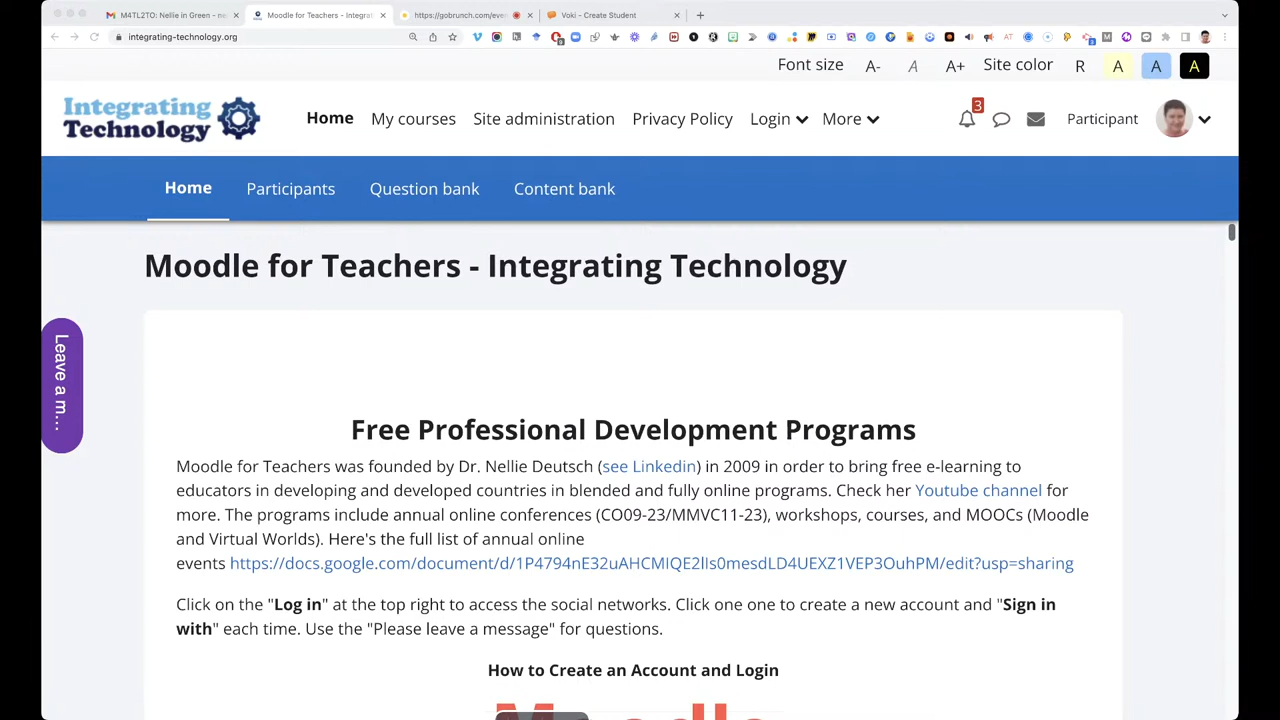 M4TL2TO: Nellie in Green - ne
Moodle for Teachers - Integrat
https://gobrunch.com/eve
Voki - Create Student
integrating-technology.org
Font size A- A A+ Site color R A A A
Integrating
Technology
Home My courses Site administration Privacy Policy Login More
3
Participant
Home Participants Question bank Content bank
Moodle for Teachers - Integrating Technology
Leave a m...
Free Professional Development Programs
Moodle for Teachers was founded by Dr. Nellie Deutsch (see Linkedin) in 2009 in order to bring free e-learning to
educators in developing and developed countries in blended and fully online programs. Check her Youtube channel for
more. The programs include annual online conferences (CO09-23/MMVC11-23), workshops, courses, and MOOCs (Moodle
and Virtual Worlds). Here's the full list of annual online
events https://docs.google.com/document/d/1P4794nE32uAHCMIQE2lIs0mesdLD4UEXZ1VEP3OuhPM/edit?usp=sharing
Click on the "Log in" at the top right to access the social networks. Click one one to create a new account and "Sign in
with" each time. Use the "Please leave a message" for questions.
How to Create an Account and Login